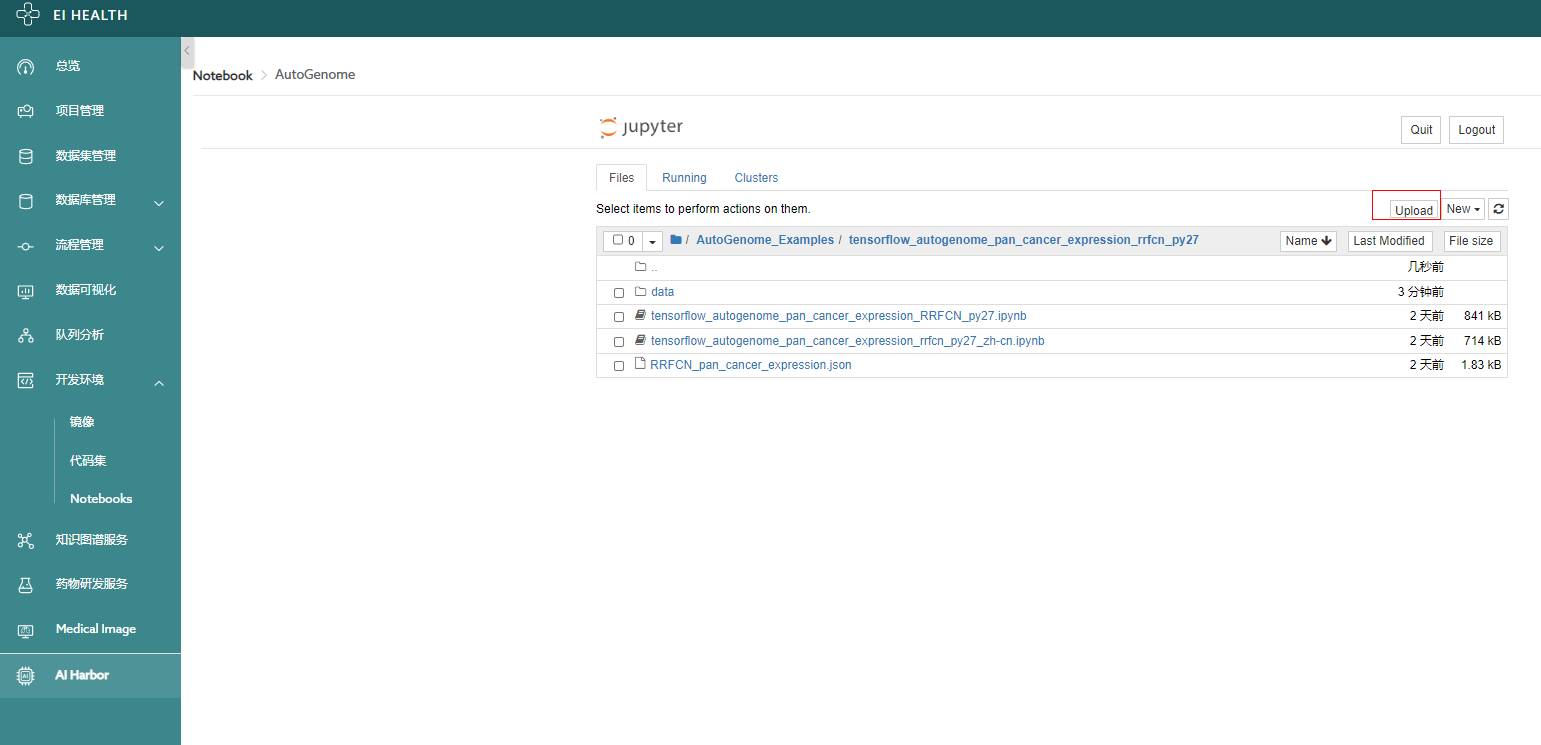 EI HEALTH
总览
项目管理
数据集管理
数据库管理
流程管理
数据可视化
队列分析
开发环境
镜像
代码集
Notebooks
知识图谱服务
药物研发服务
Medical Image
AI Harbor
Notebook > AutoGenome
jupyter
Quit Logout
Files Running Clusters
Select items to perform actions on them.
Upload New
0 / AutoGenome_Examples / tensorflow_autogenome_pan_cancer_expression_rrfcn_py27 Name Last Modified File size
.. 几秒前
data 3 分钟前
tensorflow_autogenome_pan_cancer_expression_RRFCN_py27.ipynb 2 天前 841 kB
tensorflow_autogenome_pan_cancer_expression_rrfcn_py27_zh-cn.ipynb 2 天前 714 kB
RRFCN_pan_cancer_expression.json 2 天前 1.83 kB